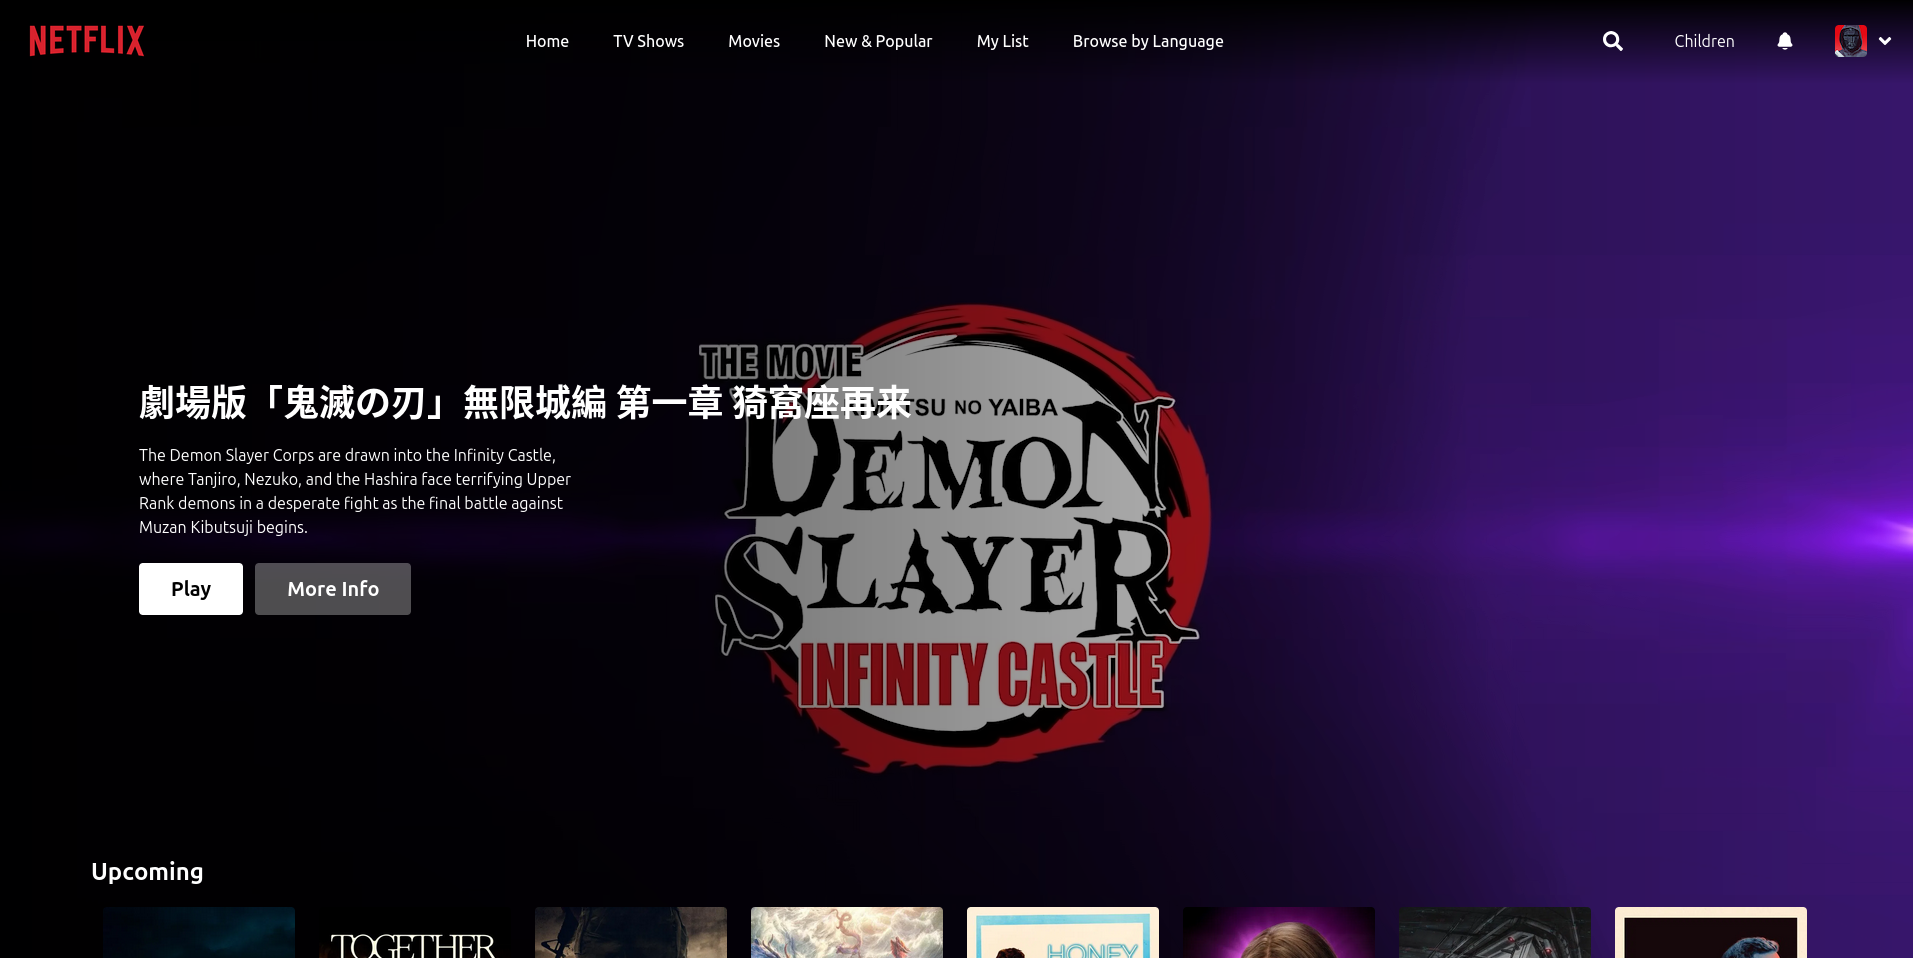 NETFLIX
Home
TV Shows
Movies
New & Popular
My List
Browse by Language
Children
THE MOVIE
劇場版「鬼滅の刃」無限城編 第一章 猗窩座再来
TSU NO YAIBA
DEMON
SLAYER
INFINITY CASTLE
The Demon Slayer Corps are drawn into the Infinity Castle,
where Tanjiro, Nezuko, and the Hashira face terrifying Upper
Rank demons in a desperate fight as the final battle against
Muzan Kibutsuji begins.
Play
More Info
Upcoming
TOGETHER
HONEY